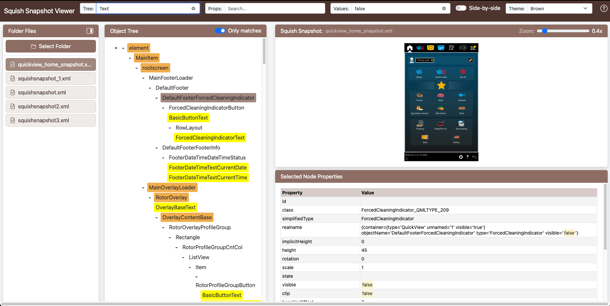 Squish Snapshot Viewer
Tree: Text
Props: Search...
Values: false
Side-by-side
Theme: Brown
Folder Files
Select Folder
quickview_home_snapshot.x...
squishsnapshot_1.xml
squishsnapshot.xml
squishsnapshot2.xml
squishsnapshot3.xml
Object Tree
Only matches
element
MainItem
rootscreen
MainFooterLoader
DefaultFooter
DefaultFooterForcedCleaningIndicator
ForcedCleaningIndicatorButton
BasicButtonText
RowLayout
ForcedCleaningIndicatorText
DefaultFooterFooterInfo
FooterDateTimeDateTimeStatus
FooterDateTimeTextCurrentDate
FooterDateTimeTextCurrentTime
MainOverlayLoader
RotorOverlay
OverlayBaseText
OverlayContentBase
RotorOverlayProfileGroup
Rectangle
RotorProfileGroupCntCol
ListView
Item
RotorProfileGroupButton
BasicButtonText
Squish Snapshot: quickview_home_snapshot.xml
Zoom: 0.4x
Selected Node Properties
Property Value
id
class ForcedCleaningIndicator_QMLTYPE_209
simplifiedType ForcedCleaningIndicator
realname {container={type='QuickView' unnamed='1' visible='true'}
objectName='DefaultFooterForcedCleaningIndicator' type='ForcedCleaningIndicator' visible='false'}
implicitHeight 0
height 45
rotation 0
scale 1
state
visible false
clip false